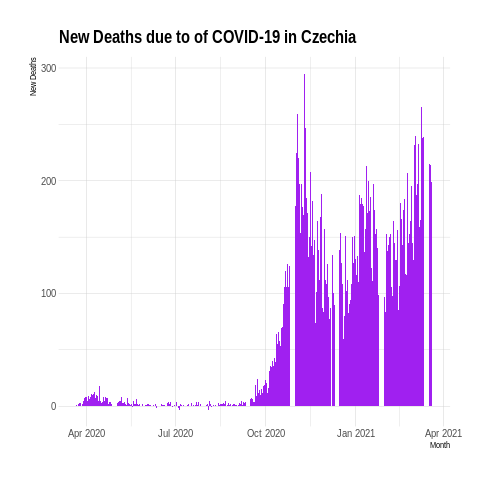 New Deaths due to of COVID-19 in Czechia
New Deaths
300
200
100
0
Apr 2020 Jul 2020 Oct 2020 Jan 2021 Apr 2021
Month